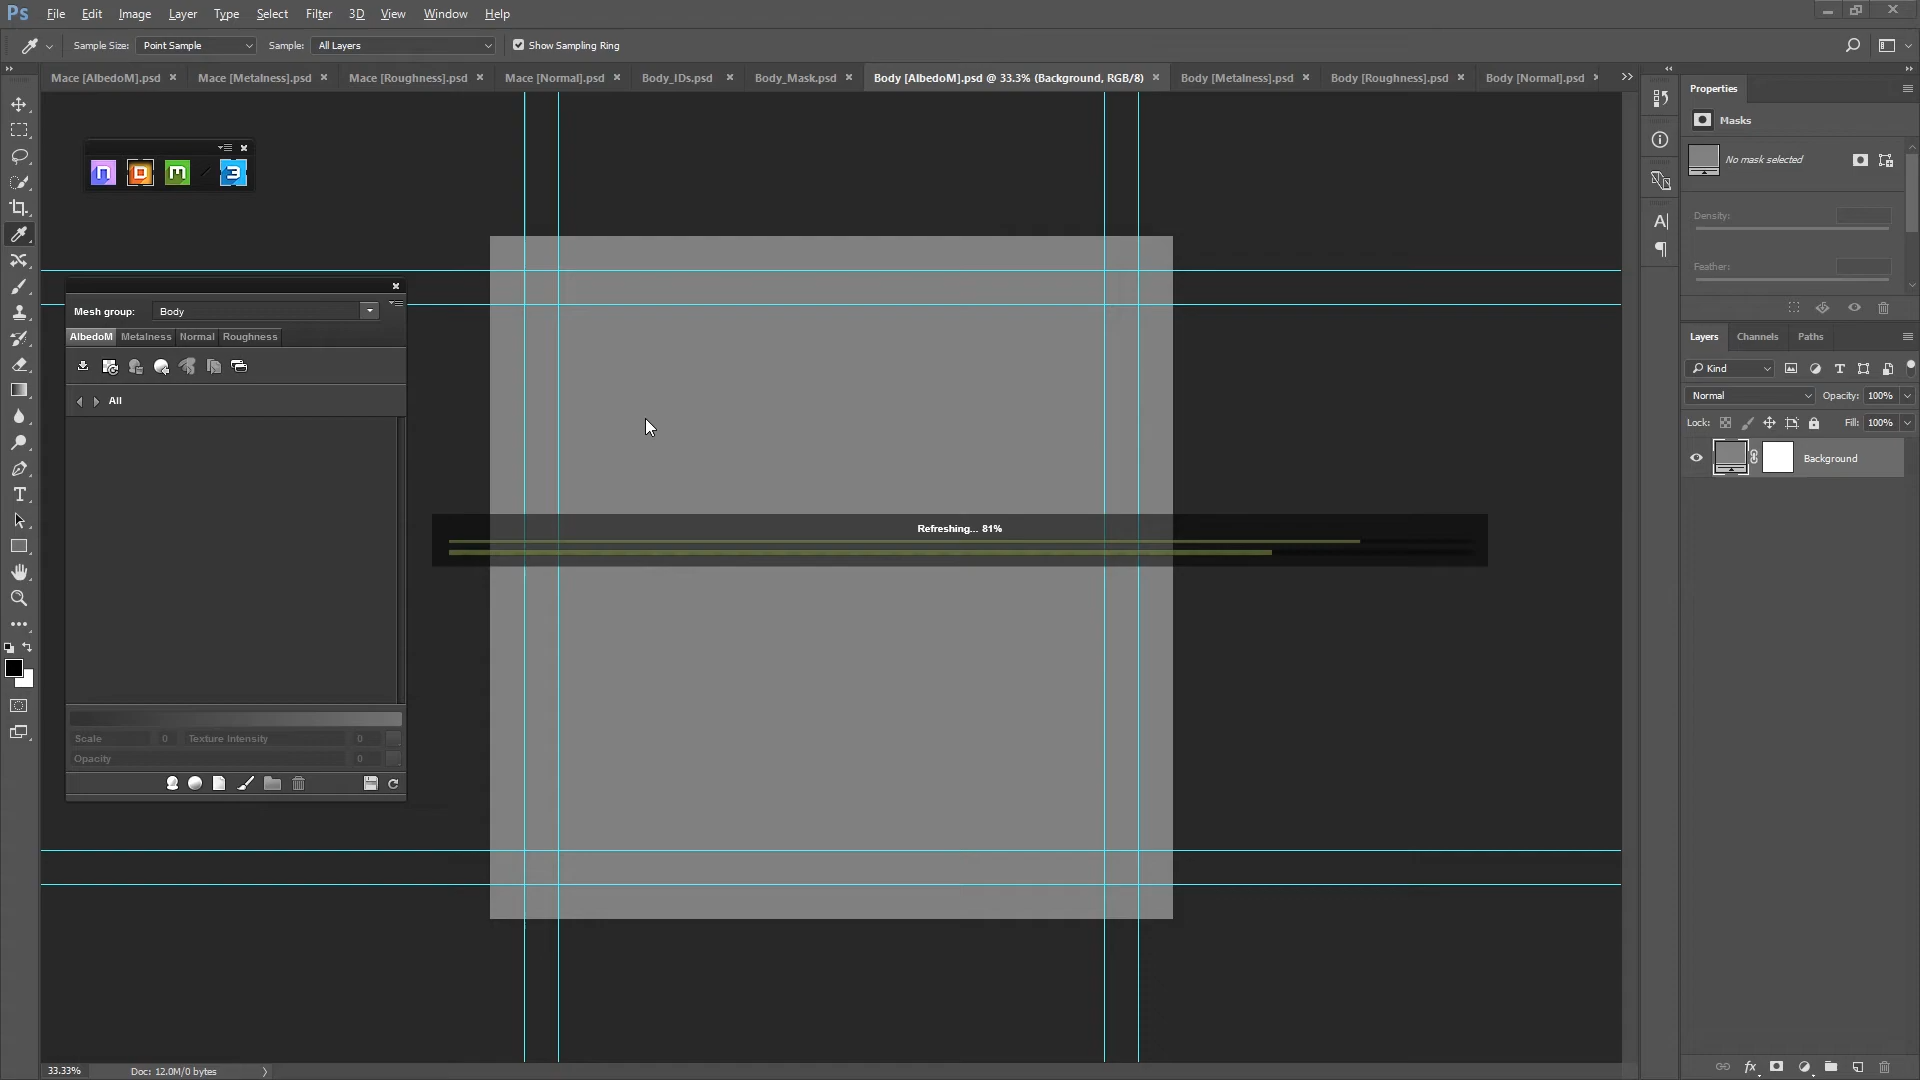 Ps File Edit Image Layer Type Select Filter 3D View Window Help
Sample Size: Point Sample Sample: All Layers Show Sampling Ring
Mace [AlbedoM].psd Mace [Metalness].psd Mace [Roughness].psd Mace [Normal].psd Body_IDs.psd Body_Mask.psd Body [AlbedoM].psd @ 33.3% (Background, RGB/8) Body [Metalness].psd Body [Roughness].psd Body [Normal].psd
Properties
Masks
No mask selected
Density:
Feather:
n D M 3
Mesh group: Body
AlbedoM Metalness Normal Roughness
All
Scale 0 Texture Intensity 0
Opacity 0
Refreshing... 81%
Layers Channels Paths
Kind
Normal Opacity: 100%
Lock: Fill: 100%
Background
33.33% Doc: 12.0M/0 bytes